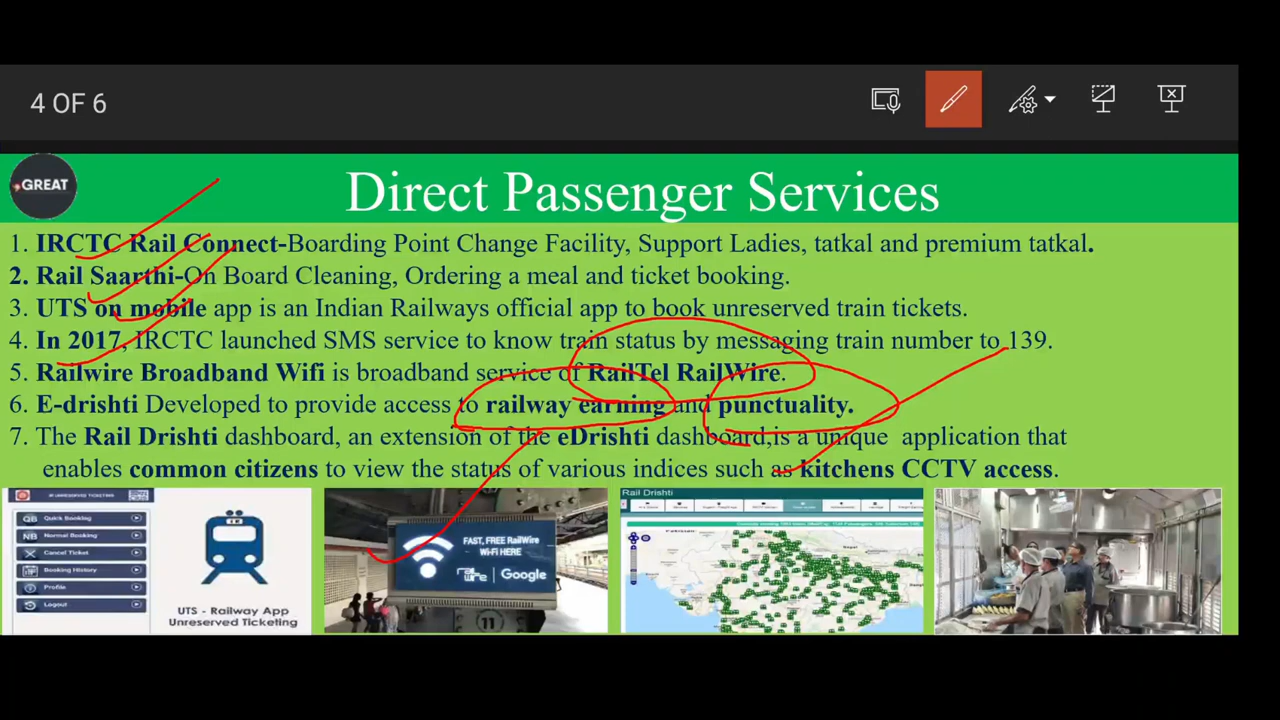 4 OF 6
GREAT
Direct Passenger Services
1. IRCTC Rail Connect-Boarding Point Change Facility, Support Ladies, tatkal and premium tatkal.
2. Rail Saarthi-On Board Cleaning, Ordering a meal and ticket booking.
3. UTS on mobile app is an Indian Railways official app to book unreserved train tickets.
4. In 2017, IRCTC launched SMS service to know train status by messaging train number to 139.
5. Railwire Broadband Wifi is broadband service of RailTel RailWire.
6. E-drishti Developed to provide access to railway earning and punctuality.
7. The Rail Drishti dashboard, an extension of the eDrishti dashboard,is a unique application that
enables common citizens to view the status of various indices such as kitchens CCTV access.
UNRESERVED TICKETING
QB Quick Booking
NB Normal Booking
Cancel Ticket
Booking History
Profile
Logout
UTS - Railway App
Unreserved Ticketing
FAST, FREE RailWire
Wi-Fi HERE
rail wire | Google
11
Rail Drishti